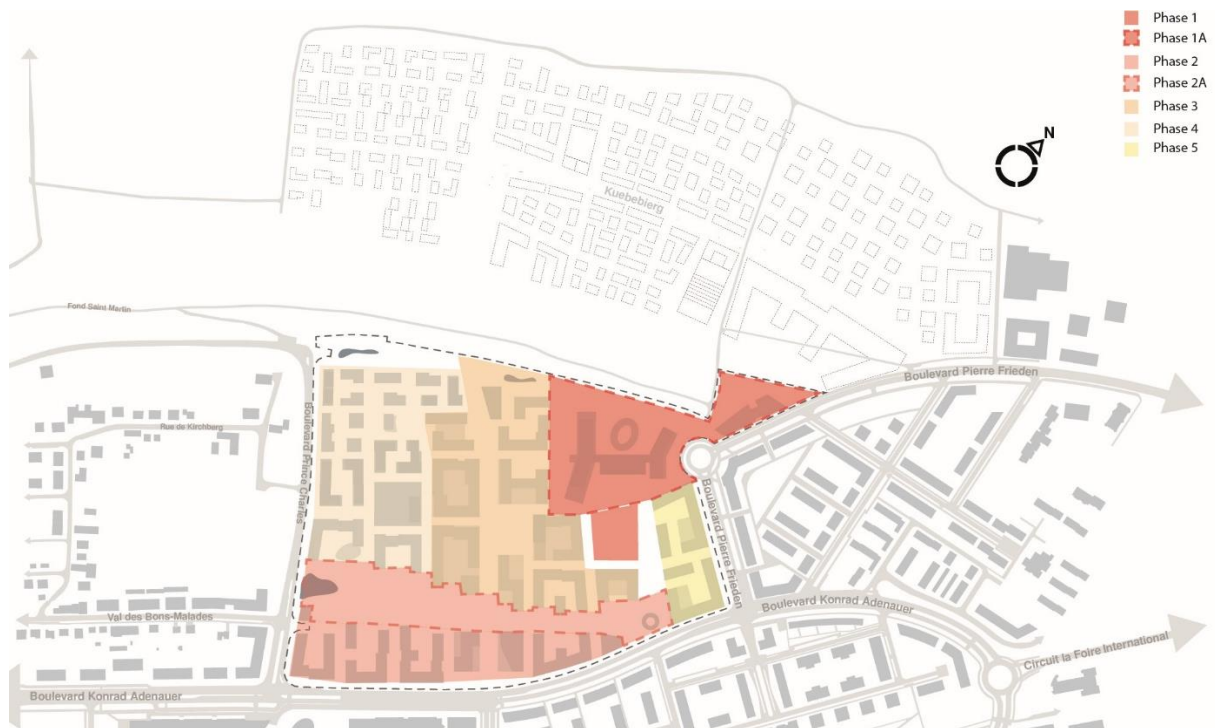 Phase 1
Phase 1A
Phase 2
Phase 2A
Phase 3
Phase 4
Phase 5
N
Kuebebierg
Fond Saint Martin
Boulevard Pierre Frieden
Rue de Kirchberg
Boulevard Prince Charles
Boulevard Pierre Frieden
Val des Bons-Malades
Boulevard Konrad Adenauer
Circuit la Foire International
Boulevard Konrad Adenauer